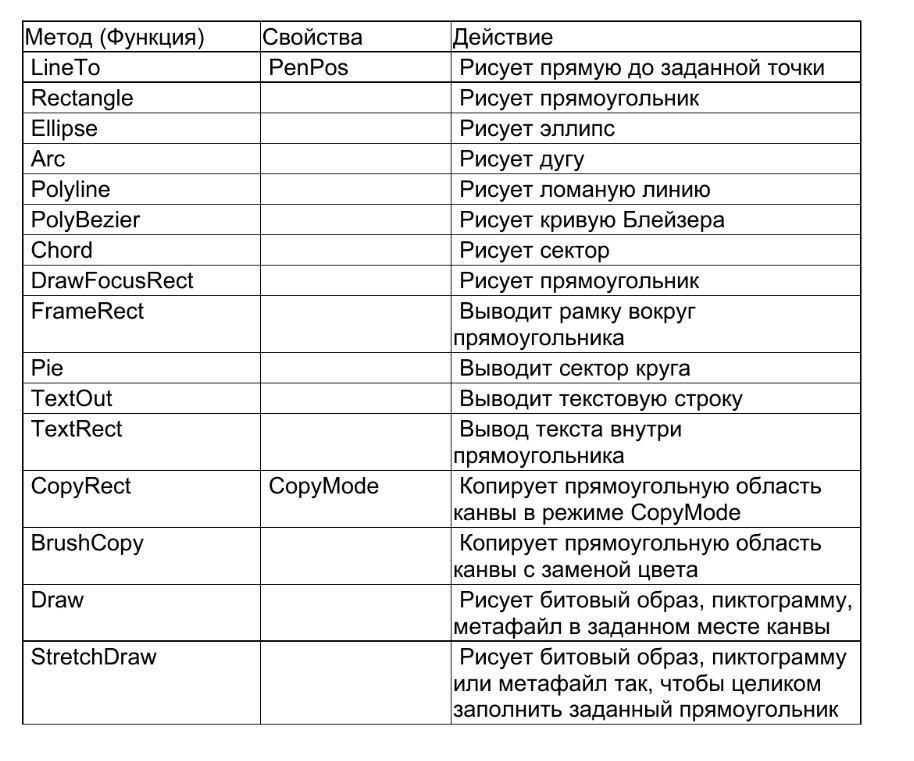 Метод (Функция) Свойства Действие
LineTo PenPos Рисует прямую до заданной точки
Rectangle Рисует прямоугольник
Ellipse Рисует эллипс
Arc Рисует дугу
Polyline Рисует ломаную линию
PolyBezier Рисует кривую Блейзера
Chord Рисует сектор
DrawFocusRect Рисует прямоугольник
FrameRect Выводит рамку вокруг
прямоугольника
Pie Выводит сектор круга
TextOut Выводит текстовую строку
TextRect Вывод текста внутри
прямоугольника
CopyRect CopyMode Копирует прямоугольную область
канвы в режиме CopyMode
BrushCopy Копирует прямоугольную область
канвы с заменой цвета
Draw Рисует битовый образ, пиктограмму,
метафайл в заданном месте канвы
StretchDraw Рисует битовый образ, пиктограмму
или метафайл так, чтобы целиком
заполнить заданный прямоугольник